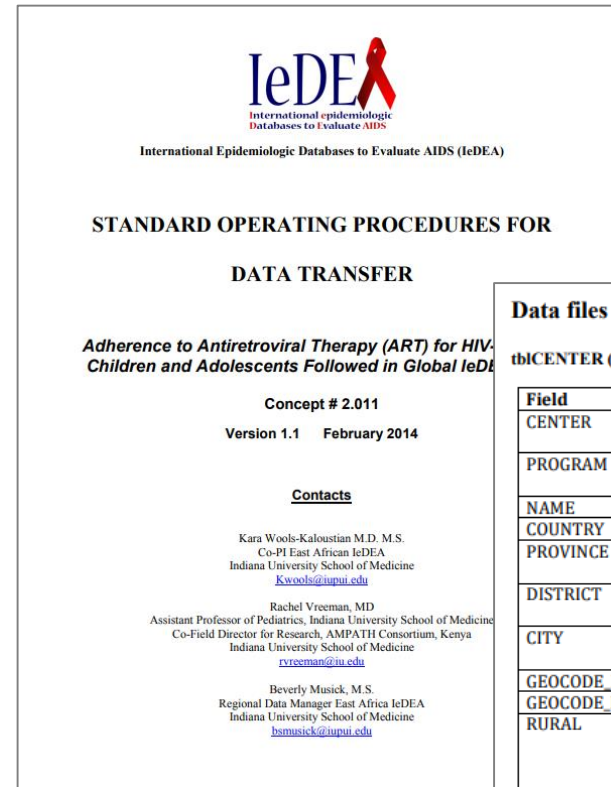 IeDEA
International epidemiologic
Databases to Evaluate AIDS
International Epidemiologic Databases to Evaluate AIDS (IeDEA)
STANDARD OPERATING PROCEDURES FOR
DATA TRANSFER
Adherence to Antiretroviral Therapy (ART) for HIV-
Children and Adolescents Followed in Global IeDE
Concept # 2.011
Version 1.1 February 2014
Contacts
Kara Wools-Kaloustian M.D. M.S.
Co-PI East African IeDEA
Indiana University School of Medicine
Kwools@iupui.edu
Rachel Vreeman, MD
Assistant Professor of Pediatrics, Indiana University School of Medicine
Co-Field Director for Research, AMPATH Consortium, Kenya
Indiana University School of Medicine
rvreeman@iu.edu
Beverly Musick, M.S.
Regional Data Manager East Africa IeDEA
Indiana University School of Medicine
bsmusick@iupui.edu
Data files
tblCENTER (
Field
CENTER
PROGRAM
NAME
COUNTRY
PROVINCE
DISTRICT
CITY
GEOCODE_
GEOCODE_
RURAL